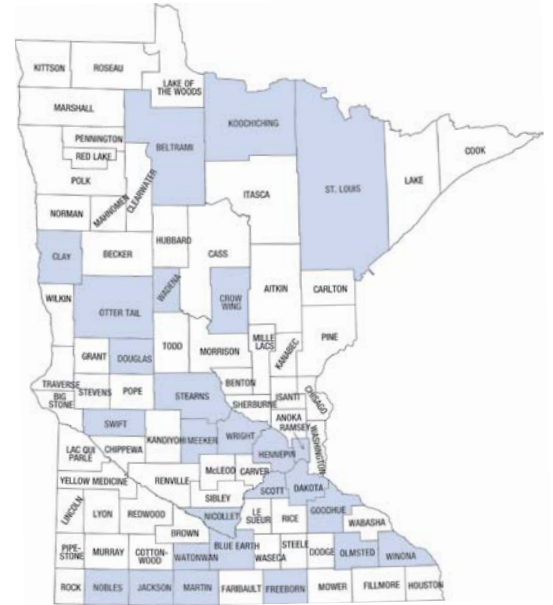 KITTSON
ROSEAU
LAKE OF
THE WOODS
MARSHALL
KOOCHICHING
BELTRAMI
PENNINGTON
RED LAKE
POLK
CLEARWATER
ITASCA
ST. LOUIS
LAKE
COOK
NORMAN
MAHNOMEN
HUBBARD
CASS
CLAY
BECKER
WADENA
CROW
WING
AITKIN
CARLTON
WILKIN
OTTER TAIL
PINE
MILLE
LACS
KANABEC
GRANT
DOUGLAS
TODD
MORRISON
TRAVERSE
BIG
STONE
STEVENS
POPE
BENTON
STEARNS
SHERBURNE
ISANTI
CHISAGO
ANOKA
RAMSEY
WASHINGTON
SWIFT
KANDIYOHI
MEEKER
WRIGHT
HENNEPIN
LAC QUI
PARLE
CHIPPEWA
McLEOD
CARVER
YELLOW MEDICINE
RENVILLE
SCOTT
DAKOTA
SIBLEY
LINCOLN
LYON
REDWOOD
NICOLLET
LE
SUEUR
RICE
GOODHUE
WABASHA
BROWN
PIPE-
STONE
MURRAY
COTTON-
WOOD
WATONWAN
BLUE EARTH
WASECA
STEELE
DODGE
OLMSTED
WINONA
ROCK
NOBLES
JACKSON
MARTIN
FARIBAULT
FREEBORN
MOWER
FILLMORE
HOUSTON